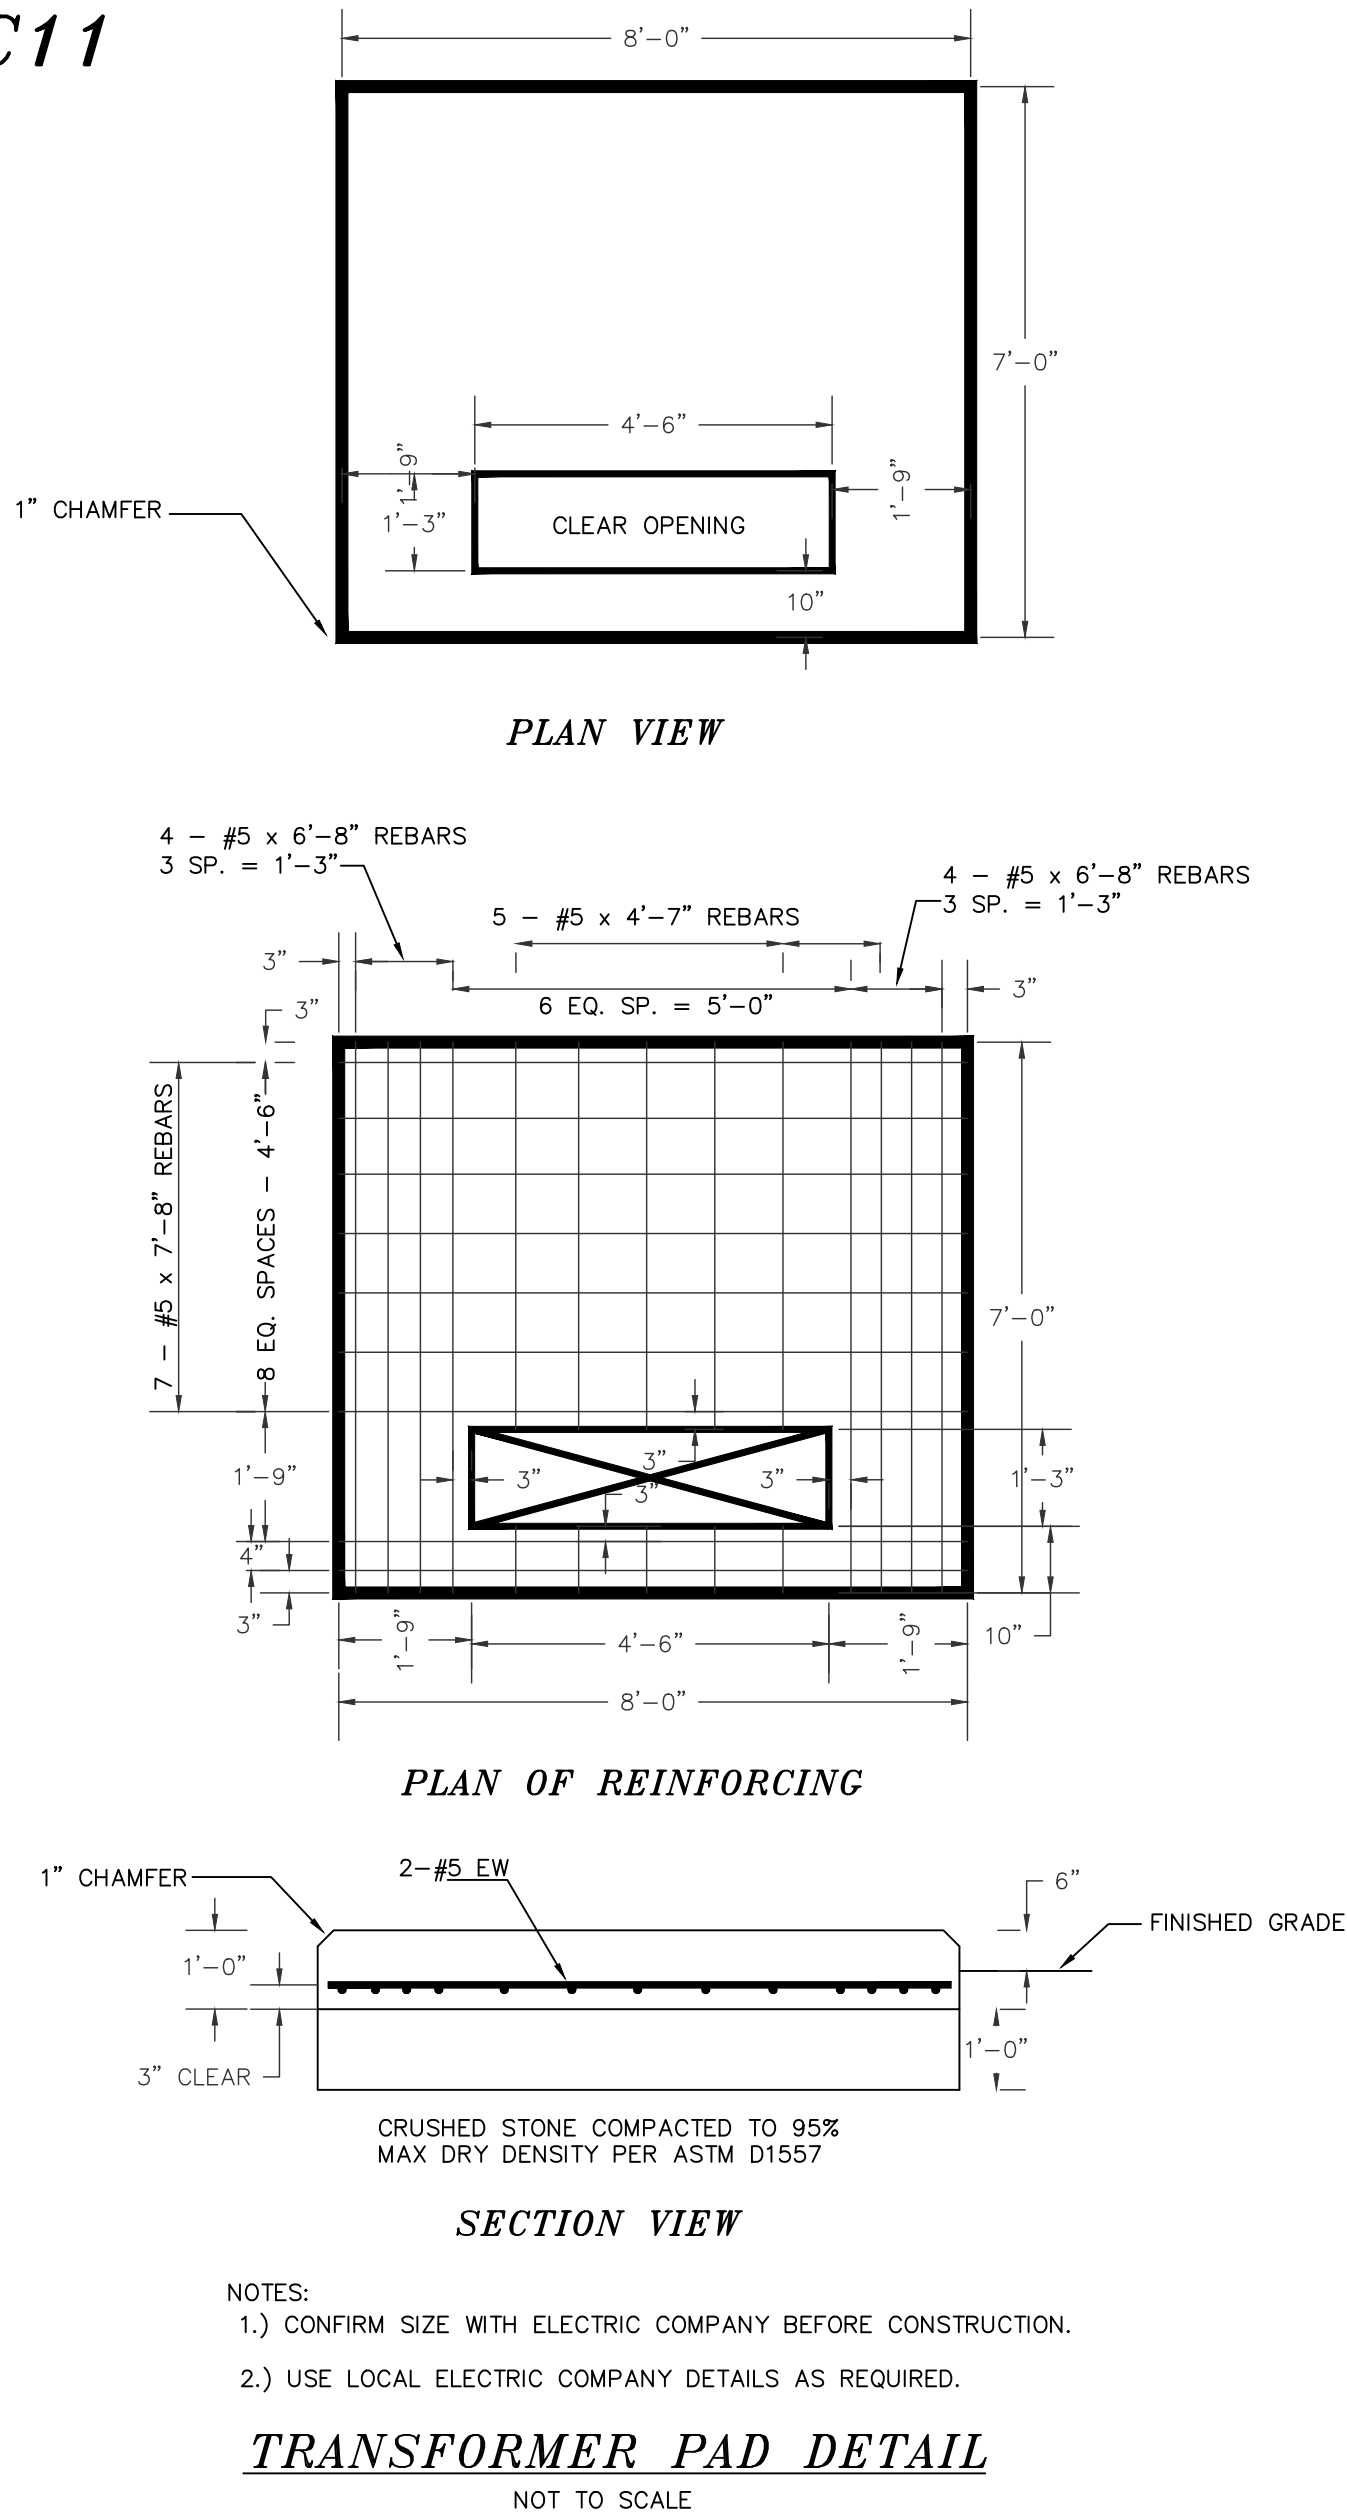 C11
8'-0"
7'-0"
4'-6"
1'-9"
1'-9"
1" CHAMFER
1'-3"
CLEAR OPENING
10"
PLAN VIEW
4 - #5 x 6'-8" REBARS
3 SP. = 1'-3"
4 - #5 x 6'-8" REBARS
3 SP. = 1'-3"
5 - #5 x 4'-7" REBARS
3"
3"
6 EQ. SP. = 5'-0"
3"
7 - #5 x 7'-8" REBARS
8 EQ. SPACES - 4'-6"
7'-0"
3"
1'-9"
3"
3"
1'-3"
3"
4"
3"
1'-9"
4'-6"
1'-9"
10"
8'-0"
PLAN OF REINFORCING
1" CHAMFER
2-#5 EW
6"
FINISHED GRADE
1'-0"
1'-0"
3" CLEAR
CRUSHED STONE COMPACTED TO 95%
MAX DRY DENSITY PER ASTM D1557
SECTION VIEW
NOTES:
1.) CONFIRM SIZE WITH ELECTRIC COMPANY BEFORE CONSTRUCTION.
2.) USE LOCAL ELECTRIC COMPANY DETAILS AS REQUIRED.
TRANSFORMER PAD DETAIL
NOT TO SCALE